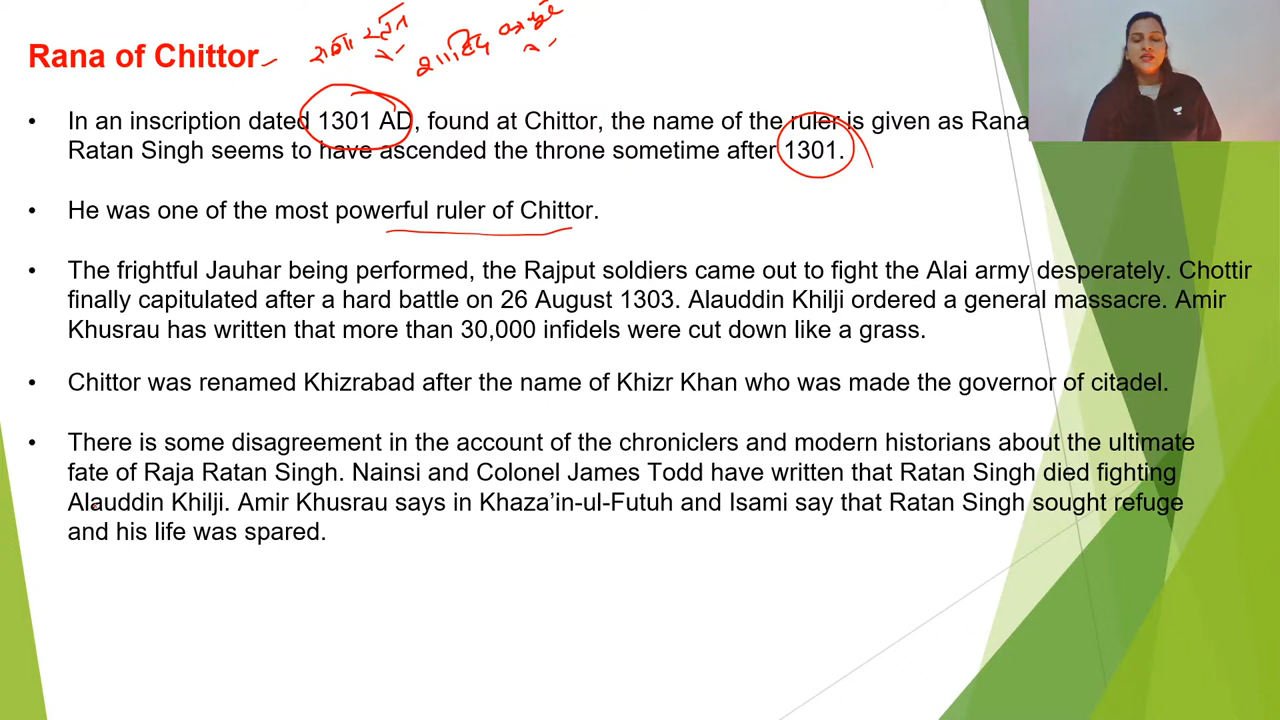 Rana of Chittor
• In an inscription dated 1301 AD, found at Chittor, the name of the ruler is given as Rana
Ratan Singh seems to have ascended the throne sometime after 1301.
• He was one of the most powerful ruler of Chittor.
• The frightful Jauhar being performed, the Rajput soldiers came out to fight the Alai army desperately. Chottir
finally capitulated after a hard battle on 26 August 1303. Alauddin Khilji ordered a general massacre. Amir
Khusrau has written that more than 30,000 infidels were cut down like a grass.
• Chittor was renamed Khizrabad after the name of Khizr Khan who was made the governor of citadel.
• There is some disagreement in the account of the chroniclers and modern historians about the ultimate
fate of Raja Ratan Singh. Nainsi and Colonel James Todd have written that Ratan Singh died fighting
Alauddin Khilji. Amir Khusrau says in Khaza’in-ul-Futuh and Isami say that Ratan Singh sought refuge
and his life was spared.